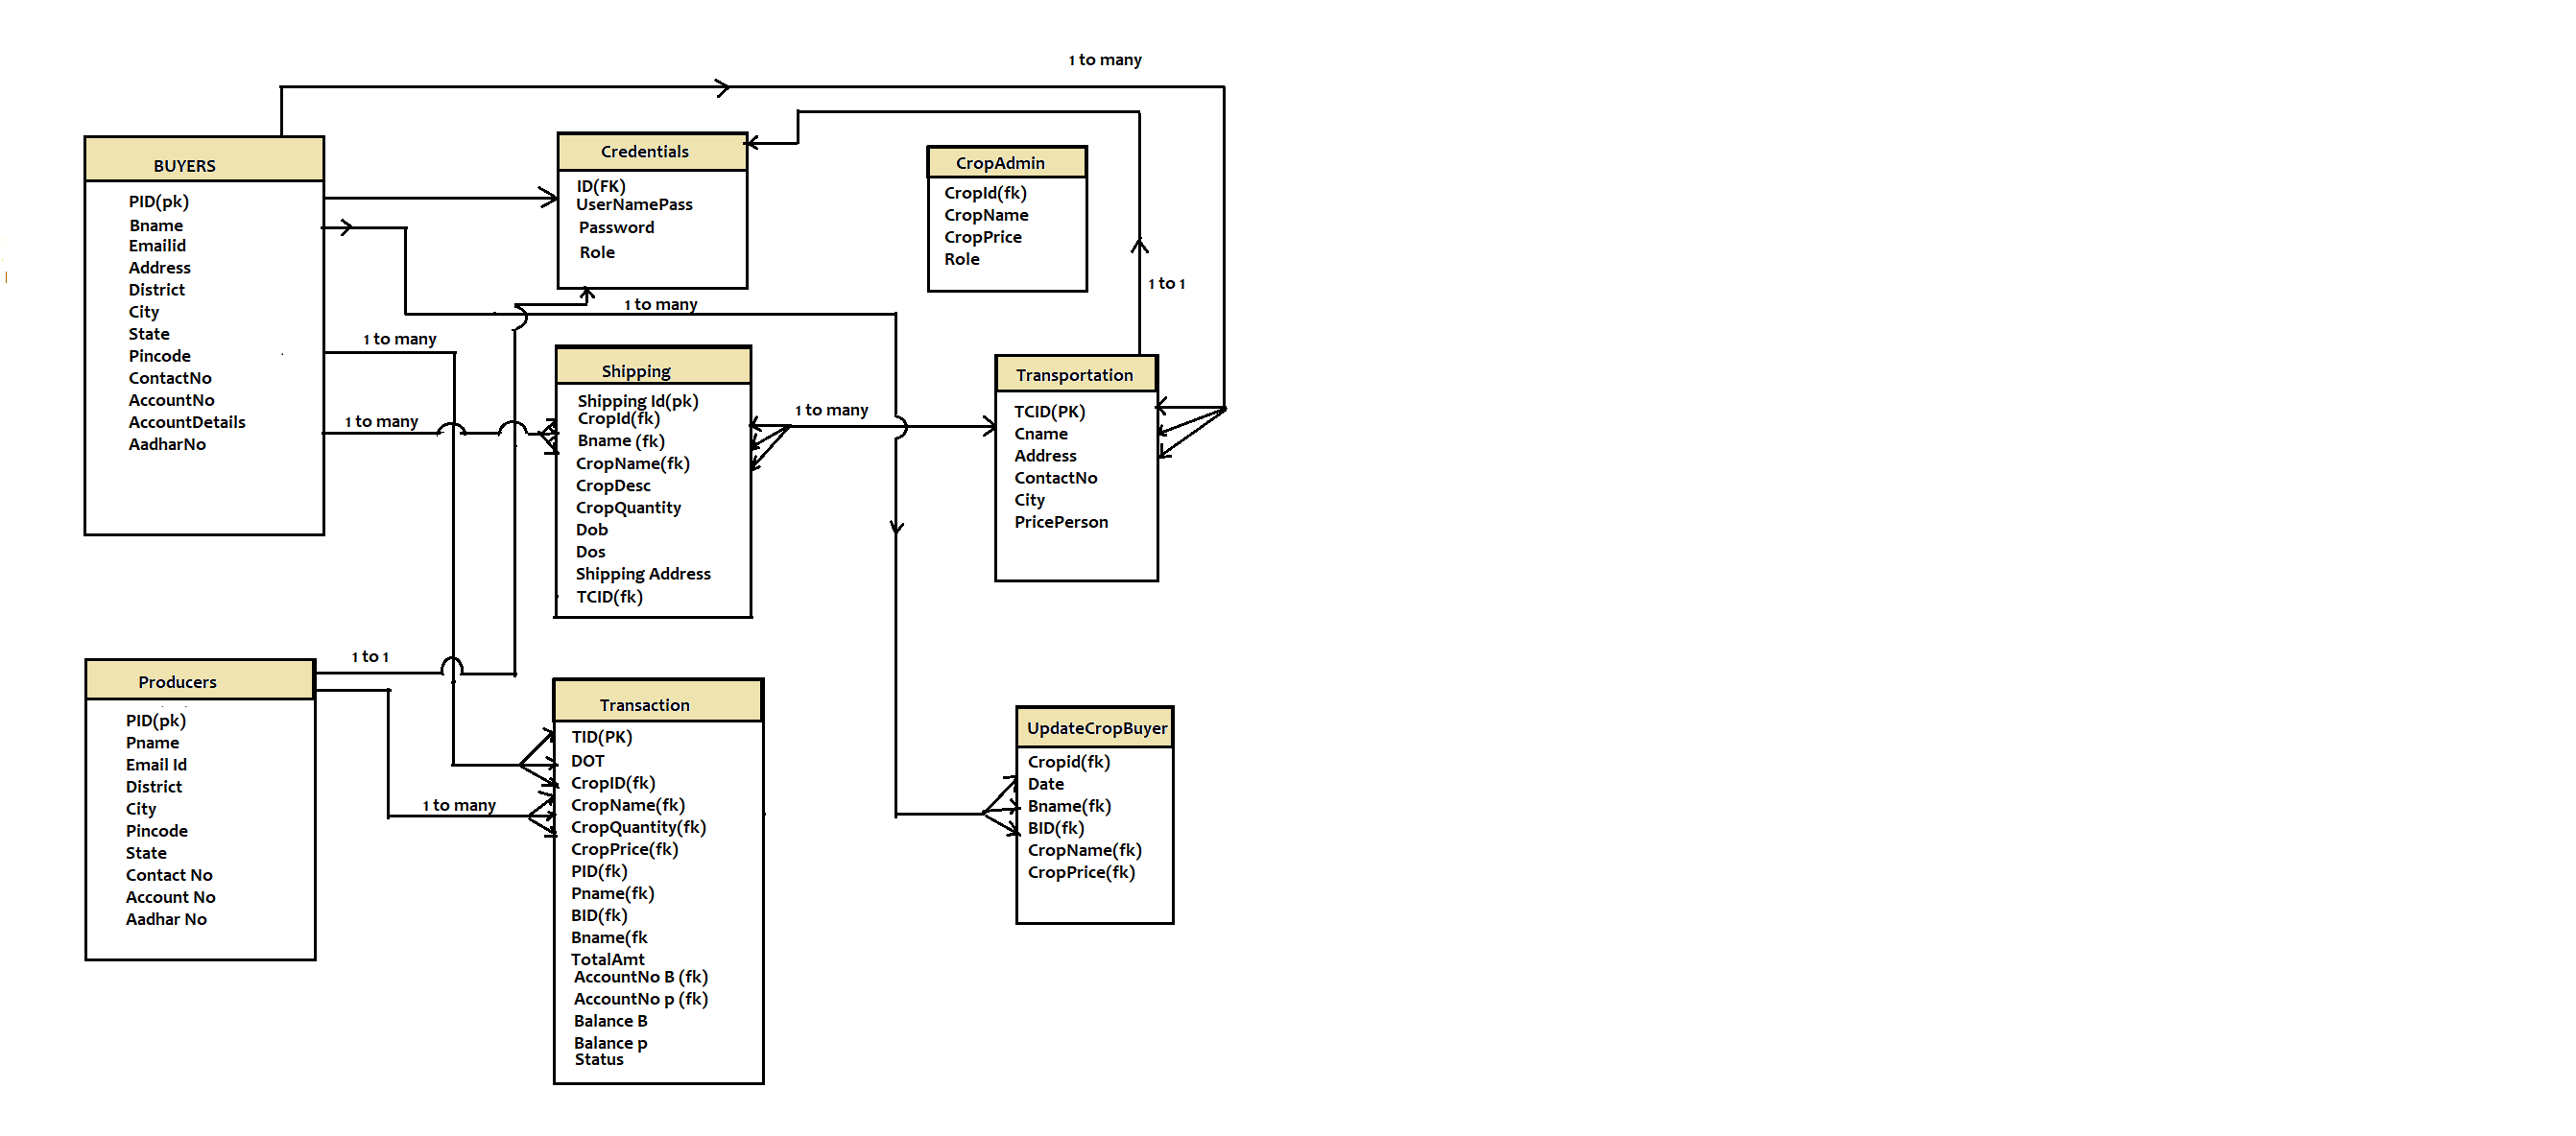 1 to many
BUYERS
PID(pk)
Bname
Emailid
Address
District
City
State
Pincode
ContactNo
AccountNo
AccountDetails
AadharNo
Credentials
ID(FK)
UserNamePass
Password
Role
CropAdmin
CropId(fk)
CropName
CropPrice
Role
1 to 1
1 to many
1 to many
1 to many
Shipping
Shipping Id(pk)
CropId(fk)
Bname (fk)
CropName(fk)
CropDesc
CropQuantity
Dob
Dos
Shipping Address
TCID(fk)
1 to many
Transportation
TCID(PK)
Cname
Address
ContactNo
City
PricePerson
1 to 1
Producers
PID(pk)
Pname
Email Id
District
City
Pincode
State
Contact No
Account No
Aadhar No
1 to many
Transaction
TID(PK)
DOT
CropID(fk)
CropName(fk)
CropQuantity(fk)
CropPrice(fk)
PID(fk)
Pname(fk)
BID(fk)
Bname(fk
TotalAmt
AccountNo B (fk)
AccountNo p (fk)
Balance B
Balance p
Status
UpdateCropBuyer
Cropid(fk)
Date
Bname(fk)
BID(fk)
CropName(fk)
CropPrice(fk)